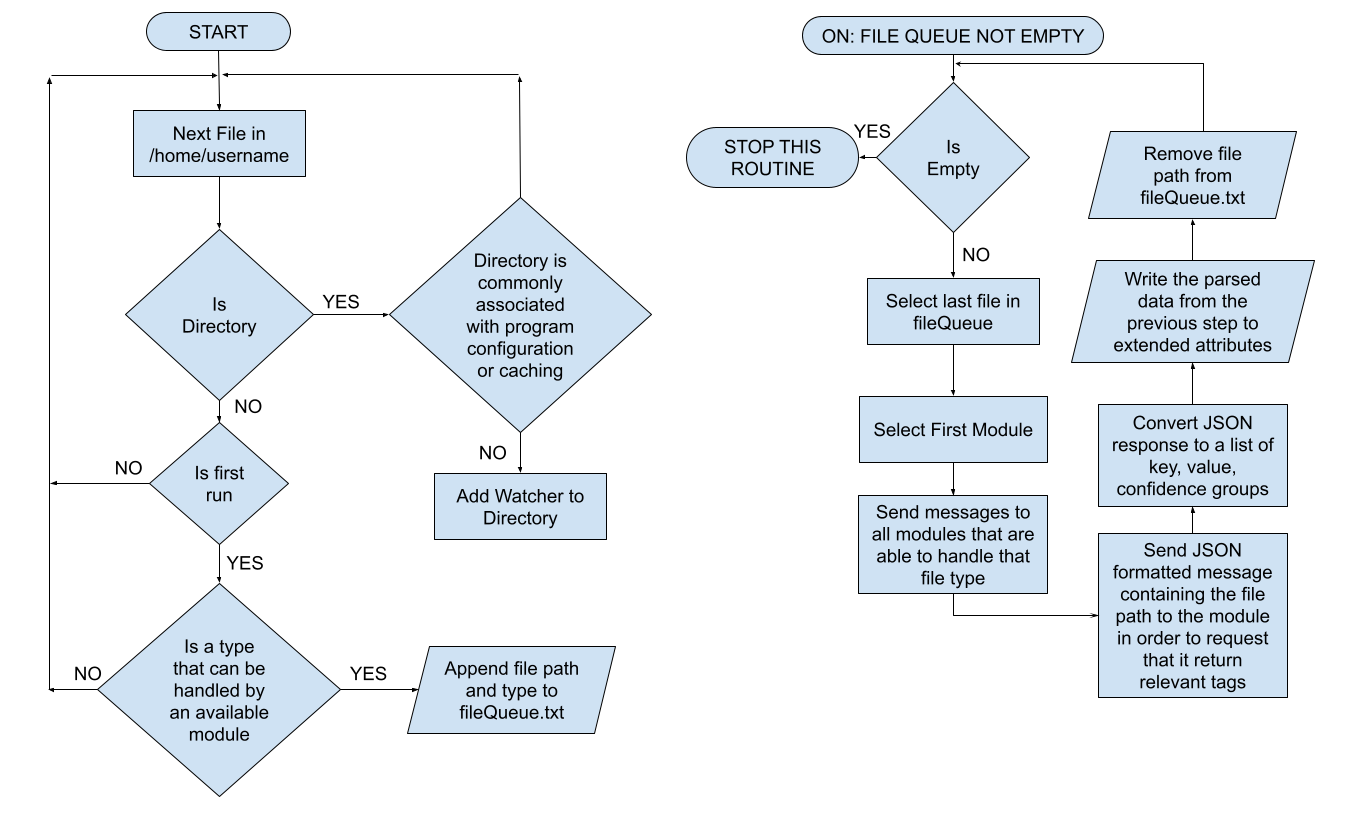 START
Next File in
/home/username
Is
Directory
YES
Directory is
commonly
associated
with program
configuration
or caching
NO
NO
Add Watcher to
Directory
Is first
run
NO
YES
Is a type
that can be
handled by
an available
module
NO
YES
Append file path
and type to
fileQueue.txt
ON: FILE QUEUE NOT EMPTY
Is
Empty
YES
STOP THIS
ROUTINE
NO
Select last file in
fileQueue
Select First Module
Send messages to
all modules that are
able to handle that
file type
Send JSON
formatted message
containing the file
path to the module
in order to request
that it return
relevant tags
Convert JSON
response to a list of
key, value,
confidence groups
Write the parsed
data from the
previous step to
extended attributes
Remove file
path from
fileQueue.txt